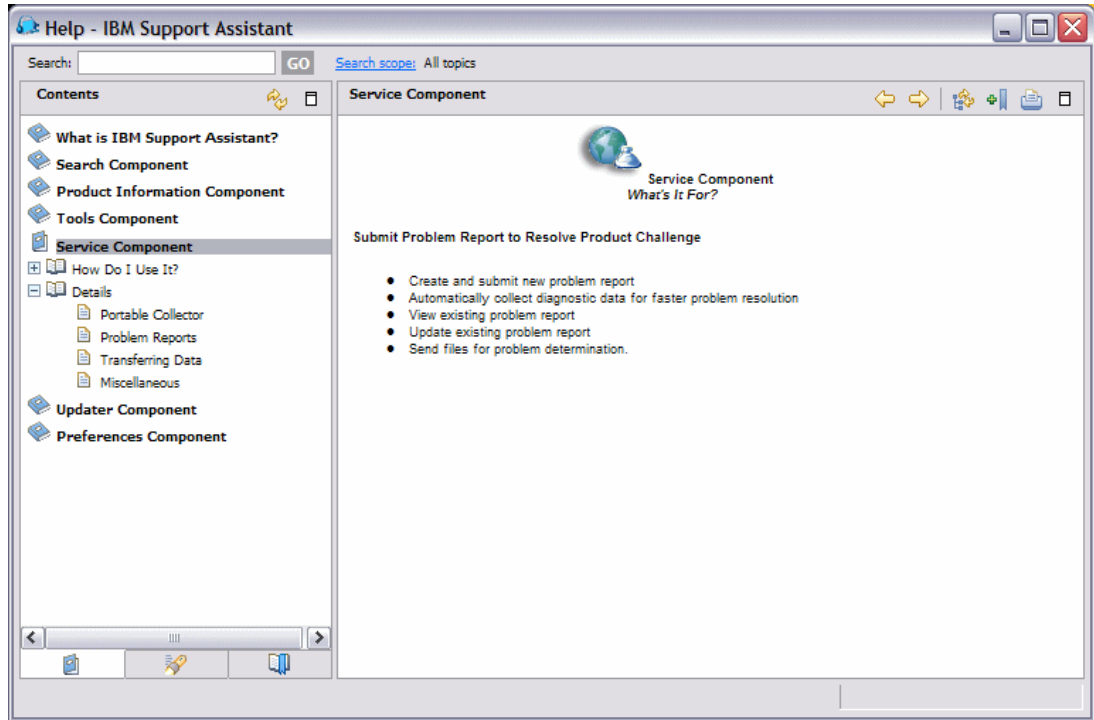 Help - IBM Support Assistant
Search:
GO
Search scope: All topics
Contents
What is IBM Support Assistant?
Search Component
Product Information Component
Tools Component
Service Component
How Do I Use It?
Details
Portable Collector
Problem Reports
Transferring Data
Miscellaneous
Updater Component
Preferences Component
Service Component
Service Component
What's It For?
Submit Problem Report to Resolve Product Challenge
● Create and submit new problem report
● Automatically collect diagnostic data for faster problem resolution
● View existing problem report
● Update existing problem report
● Send files for problem determination.